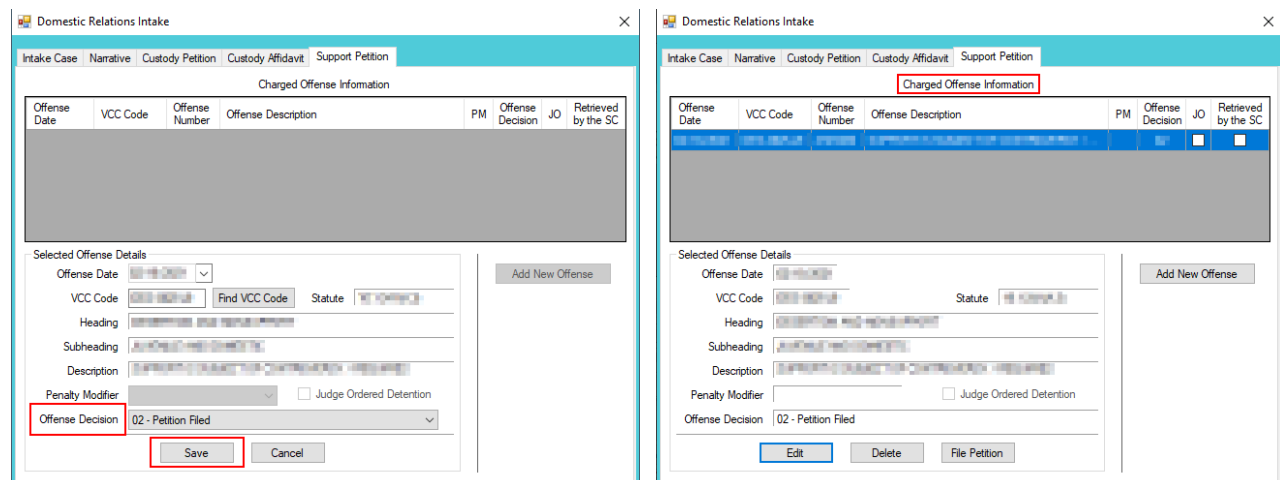 Domestic Relations Intake
Intake Case Narrative Custody Petition Custody Affidavit Support Petition
Charged Offense Information
Offense Date VCC Code Offense Number Offense Description PM Offense Decision JO Retrieved by the SC
Selected Offense Details
Offense Date
Add New Offense
VCC Code Find VCC Code Statute
Heading
Subheading
Description
Penalty Modifier Judge Ordered Detention
Offense Decision 02 - Petition Filed
Save Cancel
Domestic Relations Intake
Intake Case Narrative Custody Petition Custody Affidavit Support Petition
Charged Offense Information
Offense Date VCC Code Offense Number Offense Description PM Offense Decision JO Retrieved by the SC
Selected Offense Details
Offense Date
Add New Offense
VCC Code Statute
Heading
Subheading
Description
Penalty Modifier Judge Ordered Detention
Offense Decision 02 - Petition Filed
Edit Delete File Petition